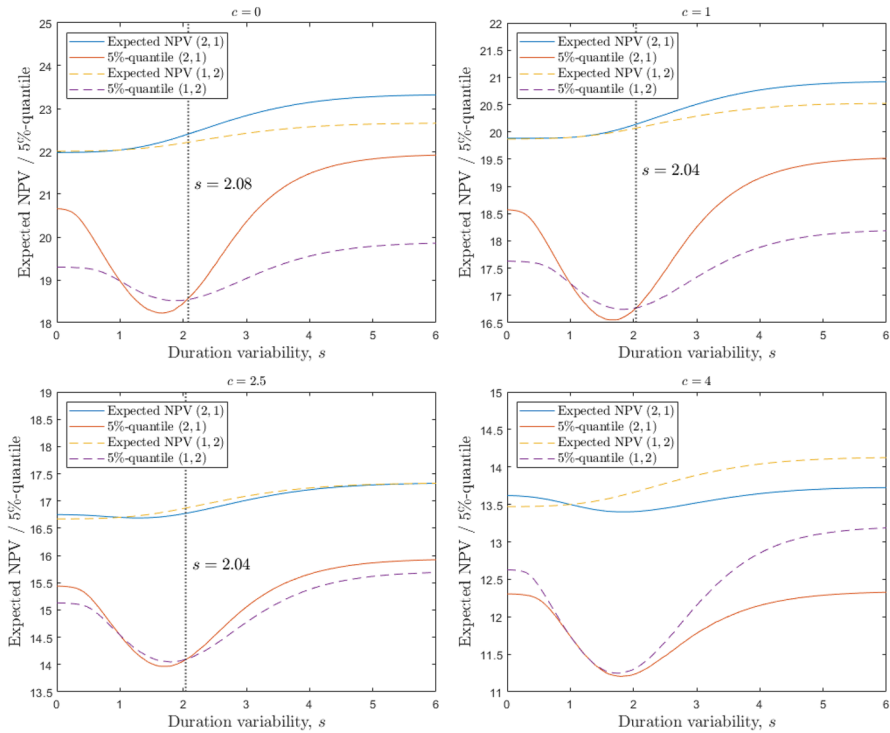 c = 0
Expected NPV / 5%-quantile
25
24
23
22
21
20
19
18
Expected NPV (2, 1)
5%-quantile (2, 1)
Expected NPV (1, 2)
5%-quantile (1, 2)
s = 2.08
0 1 2 3 4 5 6
Duration variability, s
c = 1
Expected NPV / 5%-quantile
22
21.5
21
20.5
20
19.5
19
18.5
18
17.5
17
16.5
Expected NPV (2, 1)
5%-quantile (2, 1)
Expected NPV (1, 2)
5%-quantile (1, 2)
s = 2.04
0 1 2 3 4 5 6
Duration variability, s
c = 2.5
Expected NPV / 5%-quantile
19
18.5
18
17.5
17
16.5
16
15.5
15
14.5
14
13.5
Expected NPV (2, 1)
5%-quantile (2, 1)
Expected NPV (1, 2)
5%-quantile (1, 2)
s = 2.04
0 1 2 3 4 5 6
Duration variability, s
c = 4
Expected NPV / 5%-quantile
15
14.5
14
13.5
13
12.5
12
11.5
11
Expected NPV (2, 1)
5%-quantile (2, 1)
Expected NPV (1, 2)
5%-quantile (1, 2)
0 1 2 3 4 5 6
Duration variability, s